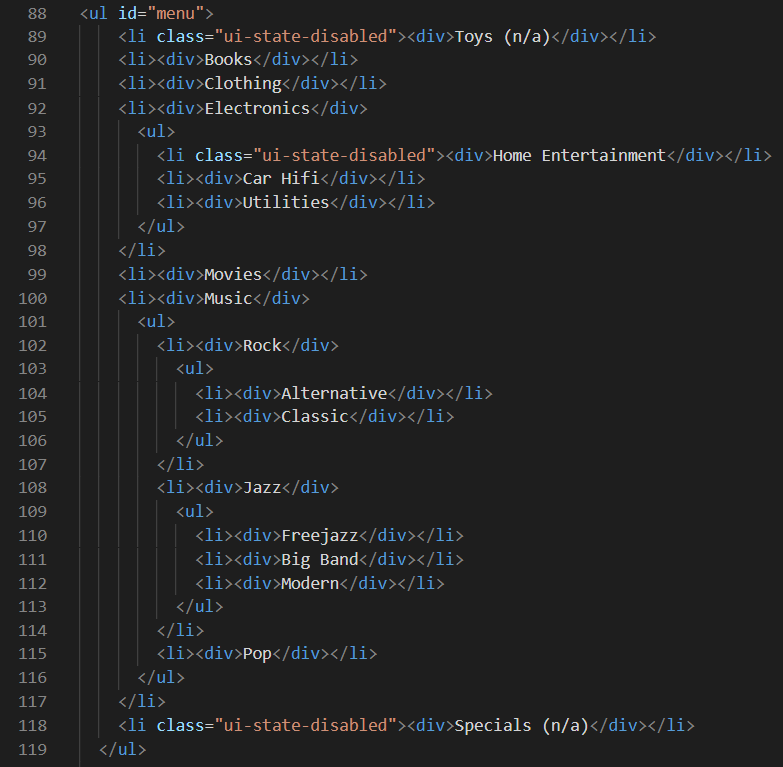 88 <ul id="menu">
89 <li class="ui-state-disabled"><div>Toys (n/a)</div></li>
90 <li><div>Books</div></li>
91 <li><div>Clothing</div></li>
92 <li><div>Electronics</div>
93 <ul>
94 <li class="ui-state-disabled"><div>Home Entertainment</div></li>
95 <li><div>Car Hifi</div></li>
96 <li><div>Utilities</div></li>
97 </ul>
98 </li>
99 <li><div>Movies</div></li>
100 <li><div>Music</div>
101 <ul>
102 <li><div>Rock</div>
103 <ul>
104 <li><div>Alternative</div></li>
105 <li><div>Classic</div></li>
106 </ul>
107 </li>
108 <li><div>Jazz</div>
109 <ul>
110 <li><div>Freejazz</div></li>
111 <li><div>Big Band</div></li>
112 <li><div>Modern</div></li>
113 </ul>
114 </li>
115 <li><div>Pop</div></li>
116 </ul>
117 </li>
118 <li class="ui-state-disabled"><div>Specials (n/a)</div></li>
119 </ul>